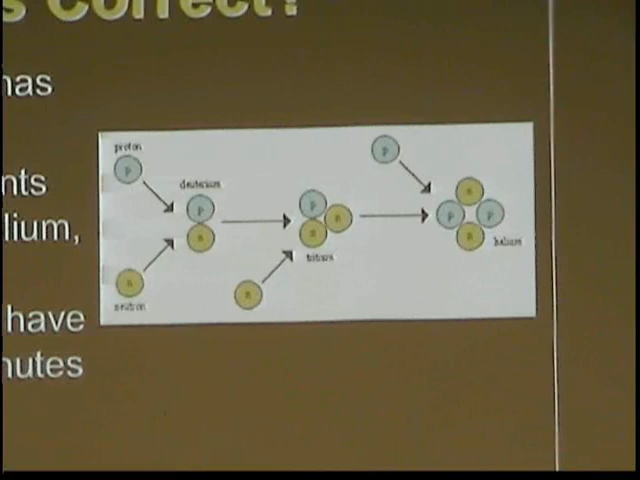 s Correct?
has
nts
lium,
have
nutes
proton
p
deuterium
p
n
n
neutron
n
p
n
n
tritium
p
n
p
p
n
helium